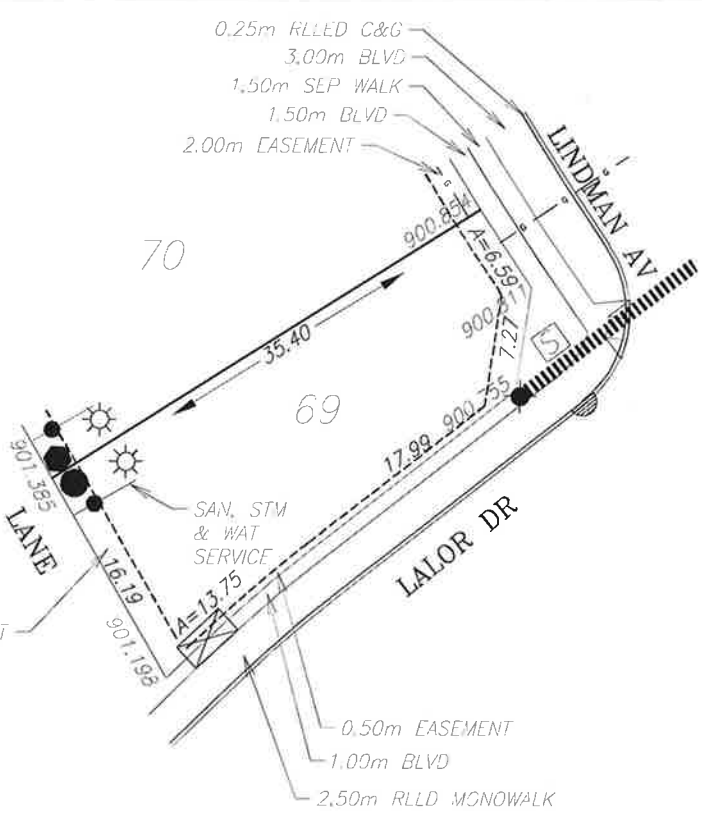 0.25m RLLED C&G
3.00m BLVD
1.50m SEP WALK
1.50m BLVD
2.00m EASEMENT
LINDMAN AV
G
G
G
900.854
A=6.59
70
900.811
7.27
35.40
S
69
900.755
17.99
901.385
LANE
SAN, STM
& WAT
SERVICE
LALOR DR
16.19
A=13.75
901.198
T
0.50m EASEMENT
1.00m BLVD
2.50m RLLD MONOWALK